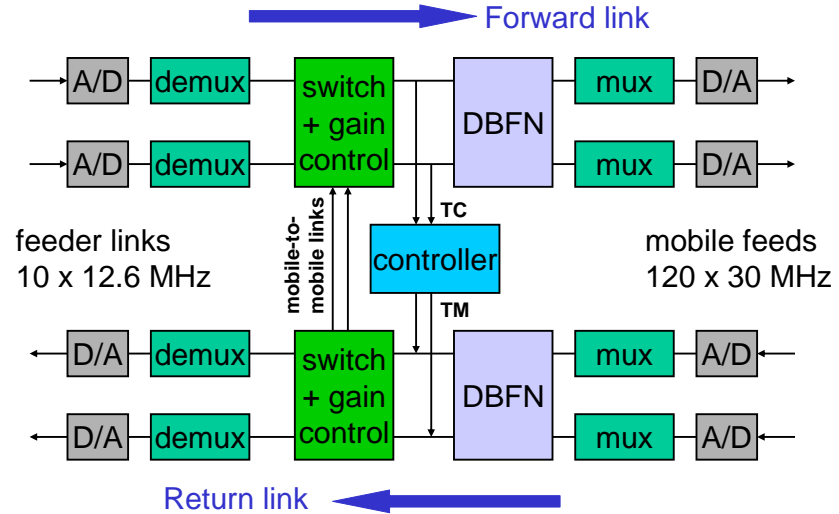 Forward link
A/D
demux
switch
+ gain
control
DBFN
mux
D/A
A/D
demux
mux
D/A
feeder links
10 x 12.6 MHz
mobile-to-
mobile links
TC
controller
TM
mobile feeds
120 x 30 MHz
D/A
demux
switch
+ gain
control
DBFN
mux
A/D
D/A
demux
mux
A/D
Return link